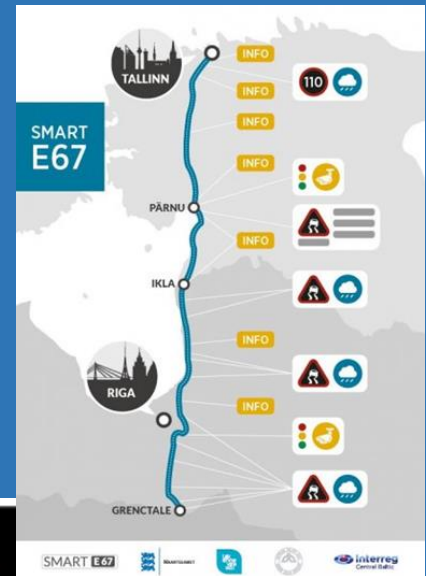 TALLINN
INFO
110
INFO
SMART
E67
INFO
INFO
PÄRNU
INFO
IKLA
INFO
RIGA
INFO
GRENCTALE
SMART E67
interreg
Central Baltic